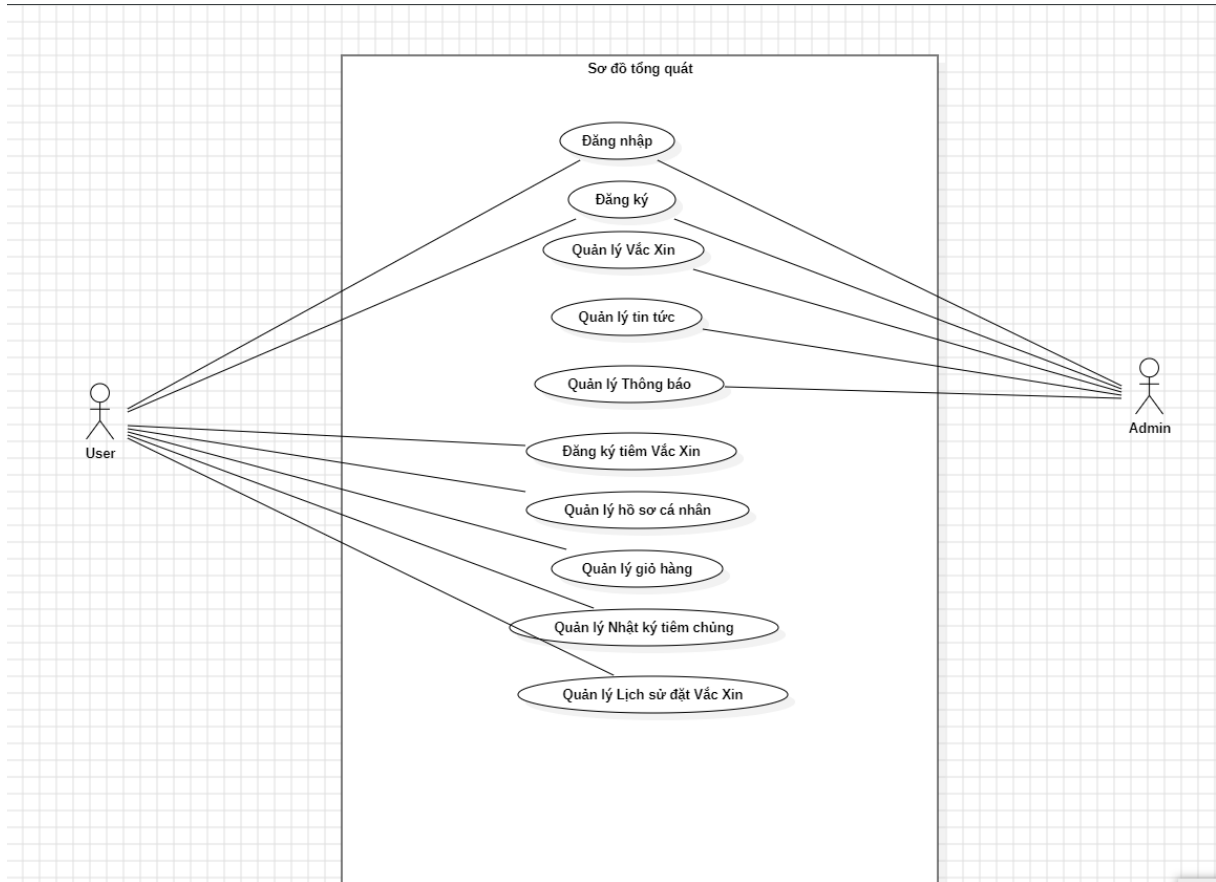 Sơ đồ tổng quát
Đăng nhập
Đăng ký
Quản lý Vắc Xin
Quản lý tin tức
Quản lý Thông báo
User
Admin
Đăng ký tiêm Vắc Xin
Quản lý hồ sơ cá nhân
Quản lý giỏ hàng
Quản lý Nhật ký tiêm chủng
Quản lý Lịch sử đặt Vắc Xin